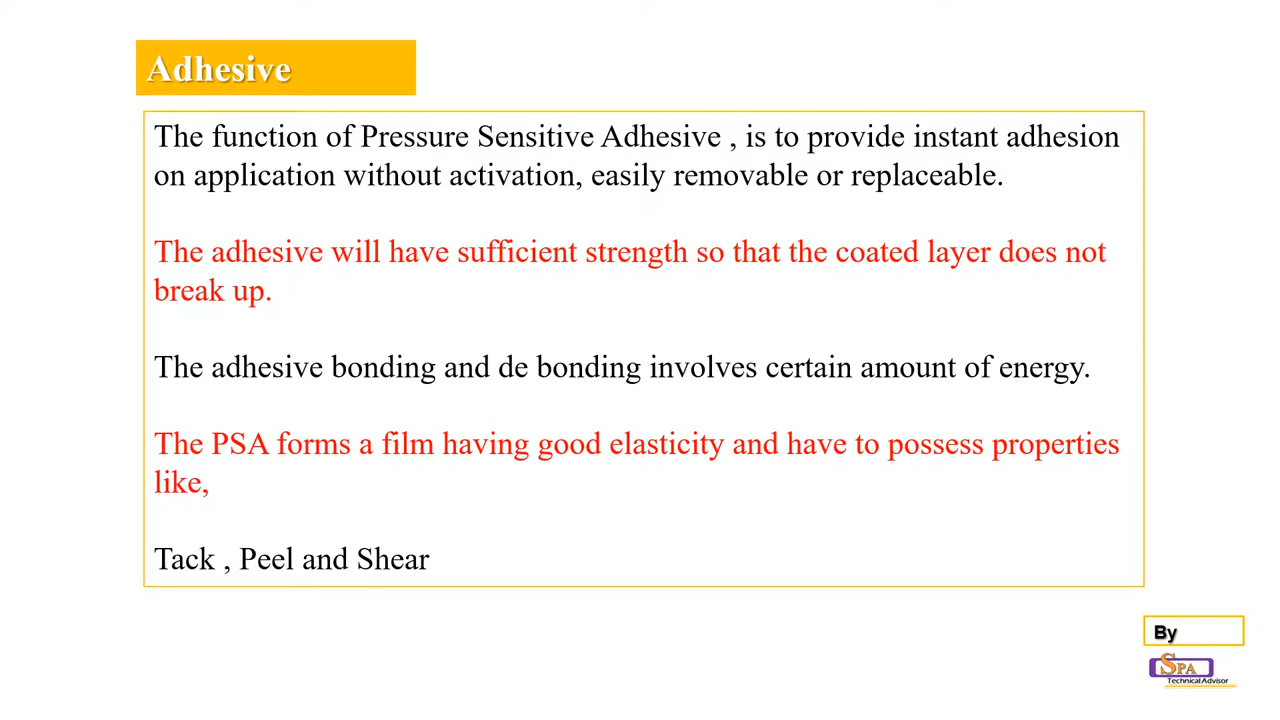 Adhesive
The function of Pressure Sensitive Adhesive , is to provide instant adhesion
on application without activation, easily removable or replaceable.
The adhesive will have sufficient strength so that the coated layer does not
break up.
The adhesive bonding and de bonding involves certain amount of energy.
The PSA forms a film having good elasticity and have to possess properties
like,
Tack , Peel and Shear
By
SPA
Technical Advisor